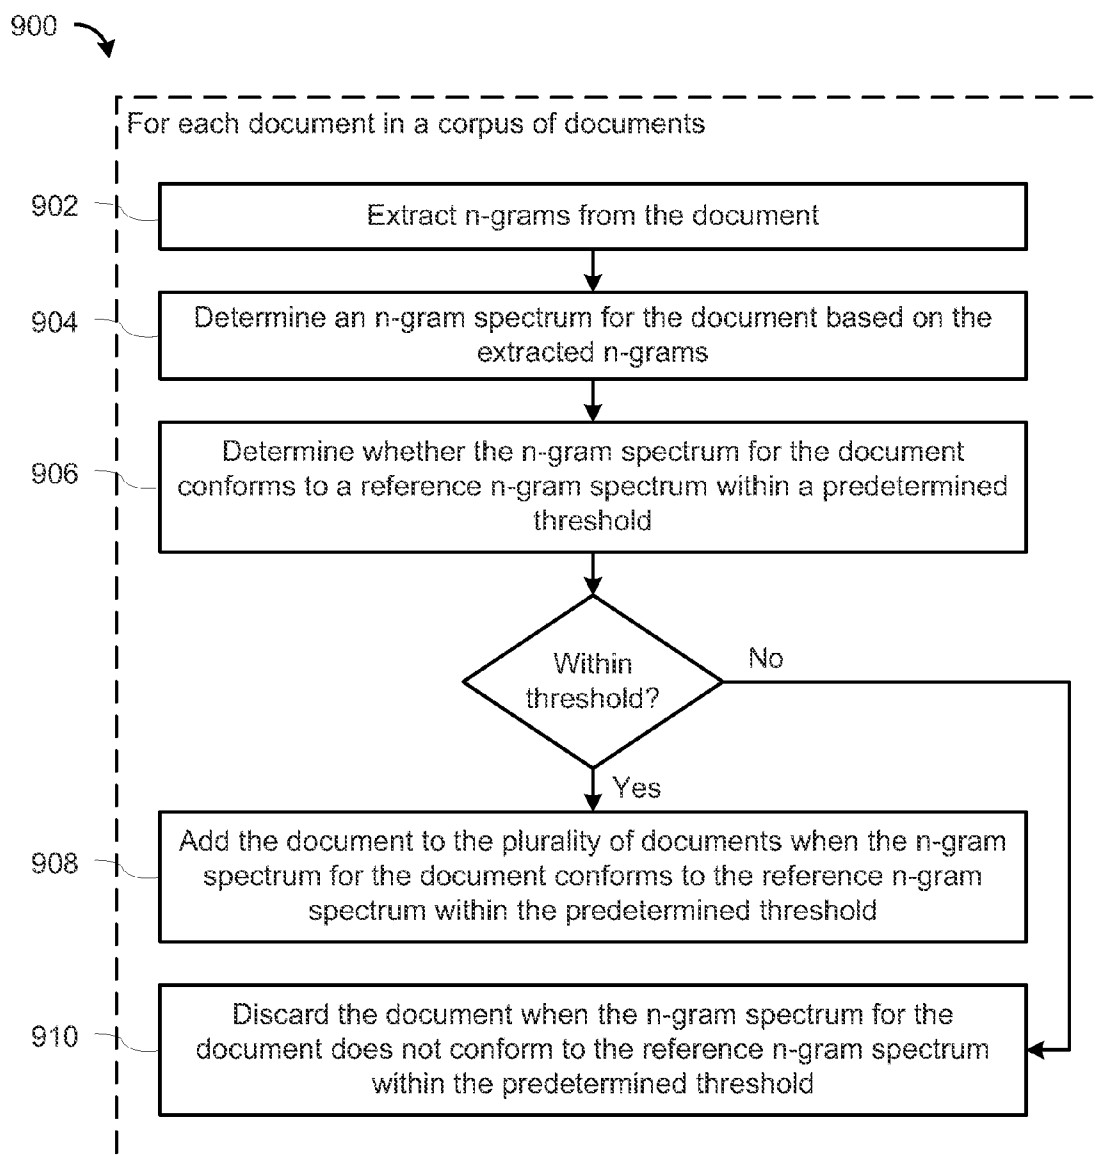 900
For each document in a corpus of documents
902
Extract n-grams from the document
904
Determine an n-gram spectrum for the document based on the
extracted n-grams
906
Determine whether the n-gram spectrum for the document
conforms to a reference n-gram spectrum within a predetermined
threshold
Within
threshold?
No
Yes
908
Add the document to the plurality of documents when the n-gram
spectrum for the document conforms to the reference n-gram
spectrum within the predetermined threshold
910
Discard the document when the n-gram spectrum for the
document does not conform to the reference n-gram spectrum
within the predetermined threshold